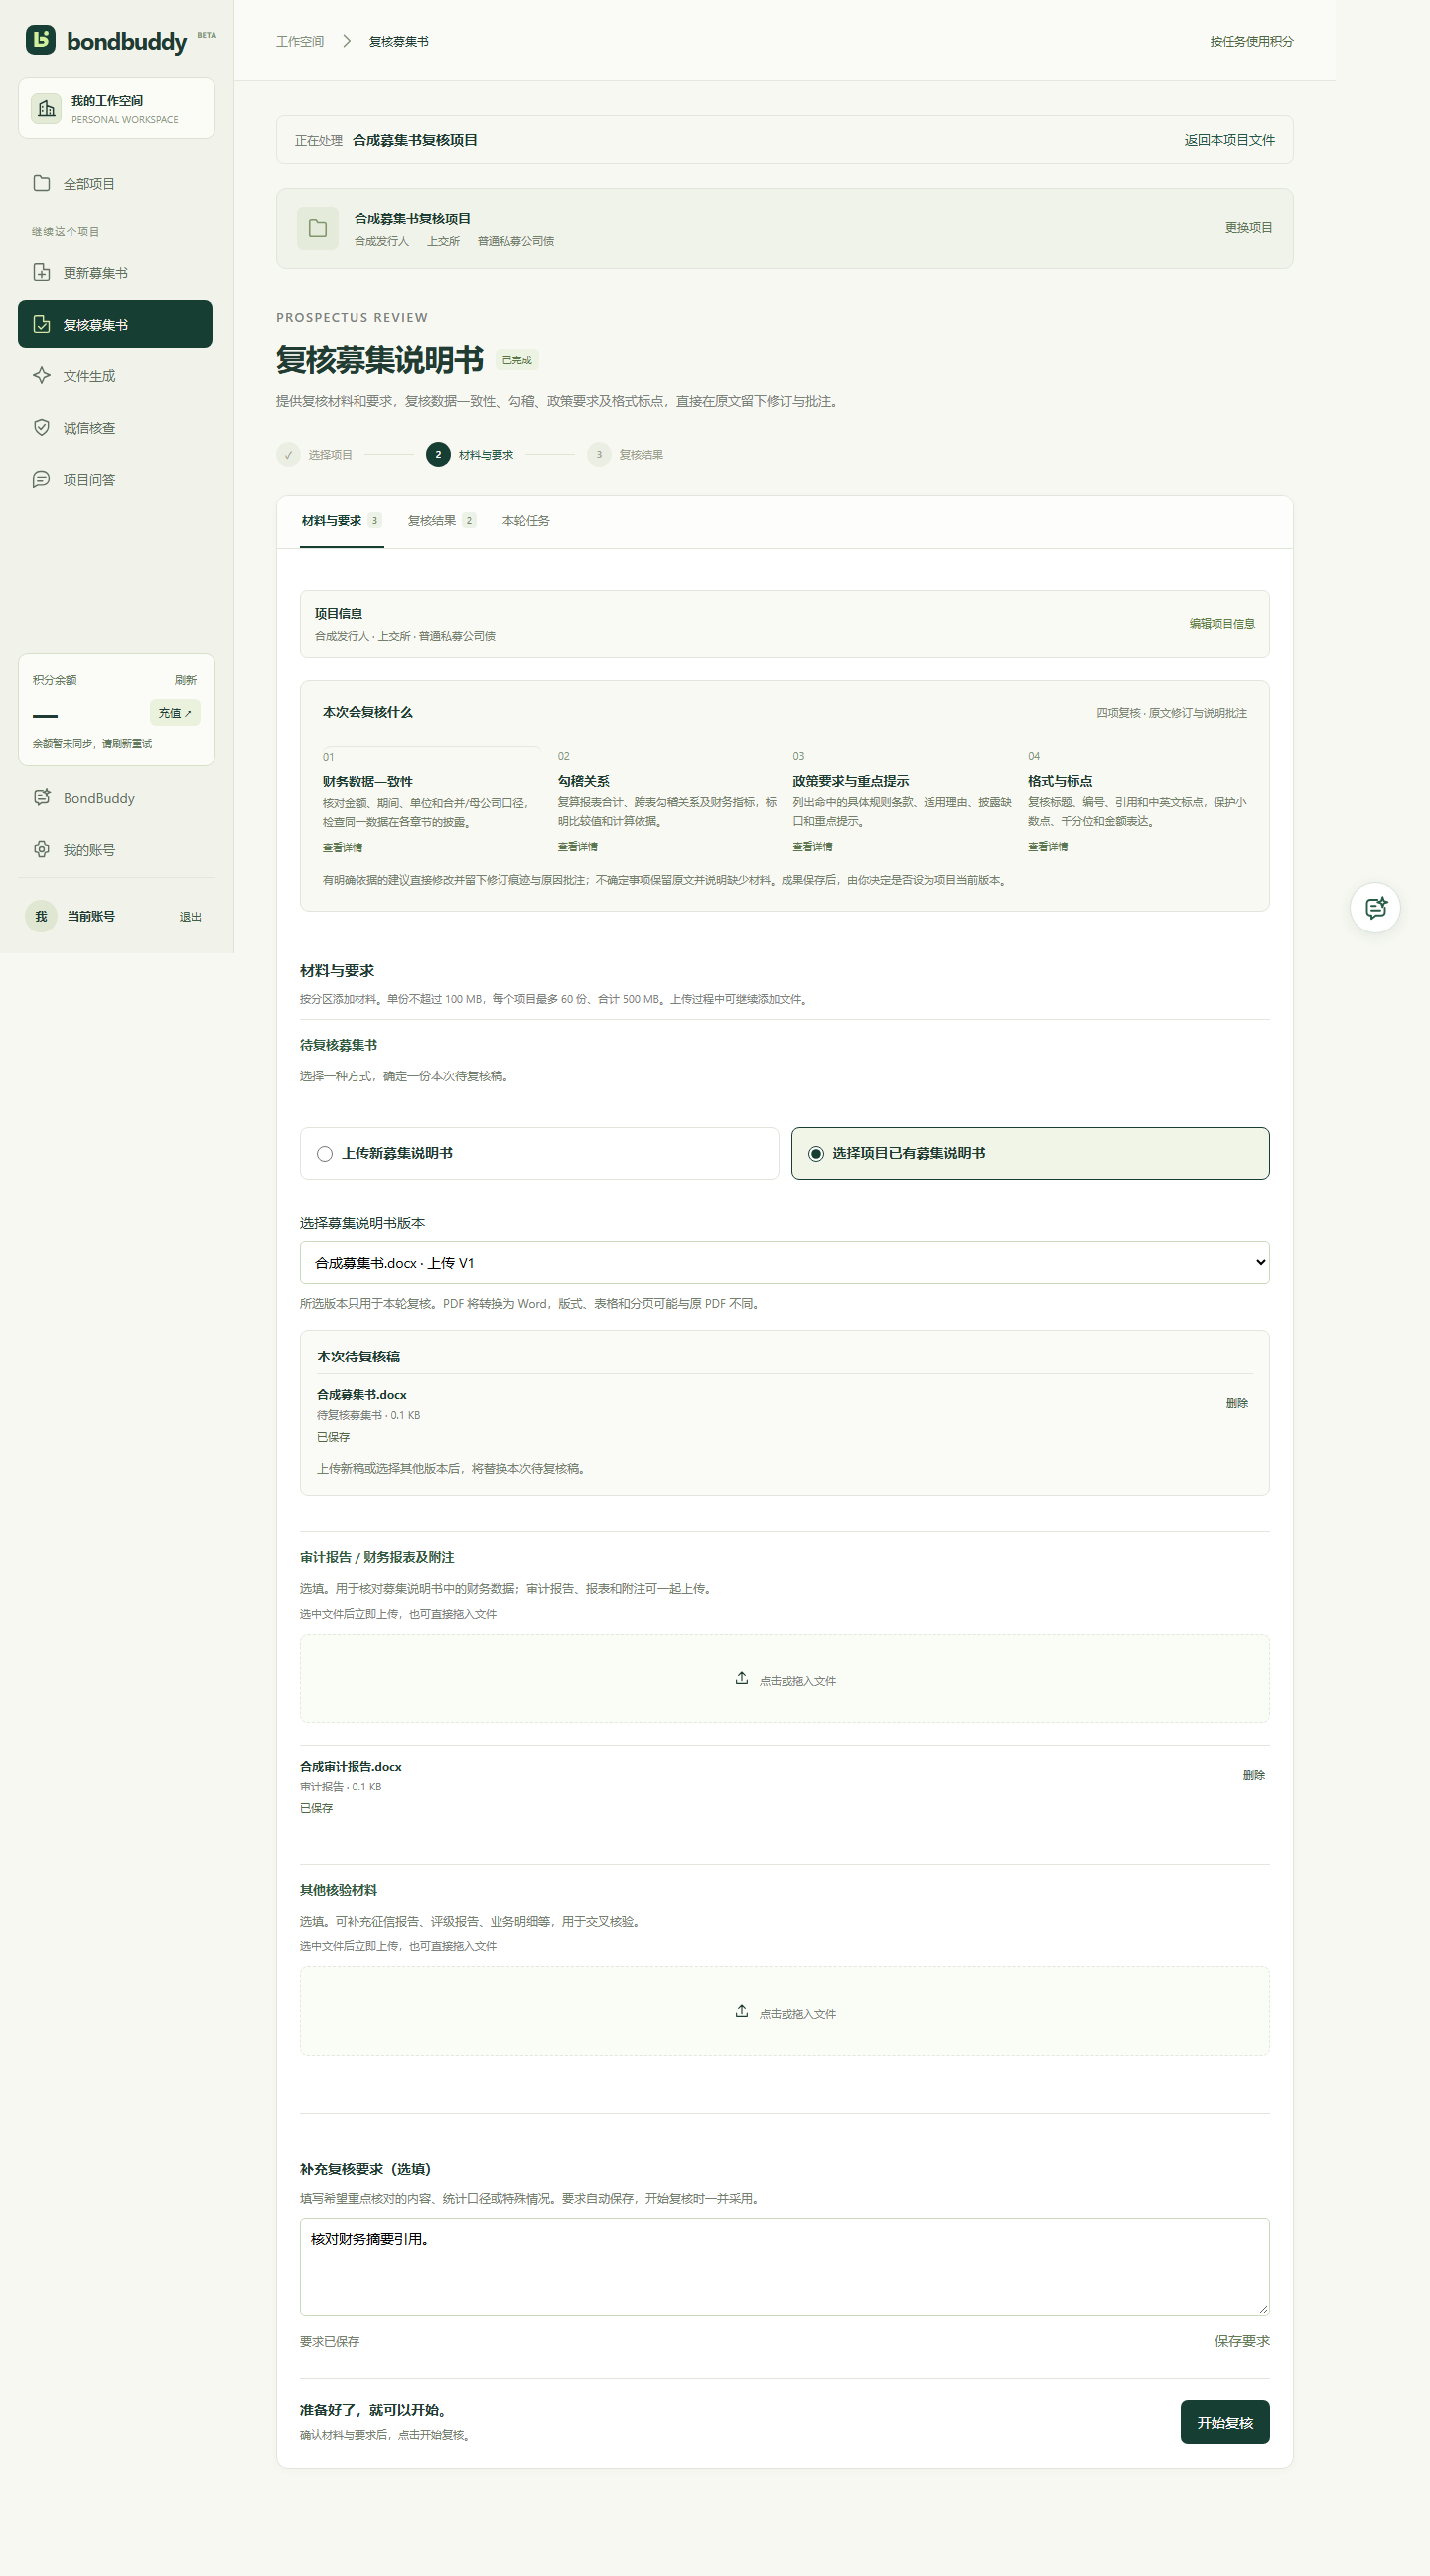 bondbuddy BETA
我的工作空间
PERSONAL WORKSPACE
全部项目
继续这个项目
更新募集书
复核募集书
文件生成
诚信核查
项目问答
积分余额 刷新
— 充值 ↗
余额暂未同步，请刷新重试
BondBuddy
我的账号
我 当前账号 退出
工作空间 > 复核募集书 按任务使用积分
正在处理 合成募集书复核项目 返回本项目文件
合成募集书复核项目
合成发行人 上交所 普通私募公司债
更换项目
PROSPECTUS REVIEW
复核募集说明书 已完成
提供复核材料和要求，复核数据一致性、勾稽、政策要求及格式标点，直接在原文留下修订与批注。
✓ 选择项目 2 材料与要求 3 复核结果
材料与要求 3 复核结果 2 本轮任务
项目信息
合成发行人 · 上交所 · 普通私募公司债
编辑项目信息
本次会复核什么 四项复核 · 原文修订与说明批注
01
财务数据一致性
核对金额、期间、单位和合并/母公司口径，
检查同一数据在各章节的披露。
查看详情
02
勾稽关系
复算报表合计、跨表勾稽关系及财务指标，标
明比较值和计算依据。
查看详情
03
政策要求与重点提示
列出命中的具体规则条款、适用理由、披露缺
口和重点提示。
查看详情
04
格式与标点
复核标题、编号、引用和中英文标点，保护小
数点、千分位和金额表达。
查看详情
有明确依据的建议直接修改并留下修订痕迹与原因批注；不确定事项保留原文并说明缺少材料。成果保存后，由你决定是否设为项目当前版本。
材料与要求
按分区添加材料。单份不超过 100 MB，每个项目最多 60 份、合计 500 MB。上传过程中可继续添加文件。
待复核募集书
选择一种方式，确定一份本次待复核稿。
上传新募集说明书 选择项目已有募集说明书
选择募集说明书版本
合成募集书.docx · 上传 V1
所选版本只用于本轮复核。PDF 将转换为 Word，版式、表格和分页可能与原 PDF 不同。
本次待复核稿
合成募集书.docx
待复核募集书 · 0.1 KB
已保存
删除
上传新稿或选择其他版本后，将替换本次待复核稿。
审计报告 / 财务报表及附注
选填。用于核对募集说明书中的财务数据；审计报告、报表和附注可一起上传。
选中文件后立即上传，也可直接拖入文件
点击或拖入文件
合成审计报告.docx
审计报告 · 0.1 KB
已保存
删除
其他核验材料
选填。可补充征信报告、评级报告、业务明细等，用于交叉核验。
选中文件后立即上传，也可直接拖入文件
点击或拖入文件
补充复核要求（选填）
填写希望重点核对的内容、统计口径或特殊情况。要求自动保存，开始复核时一并采用。
核对财务摘要引用。
要求已保存 保存要求
准备好了，就可以开始。
确认材料与要求后，点击开始复核。
开始复核